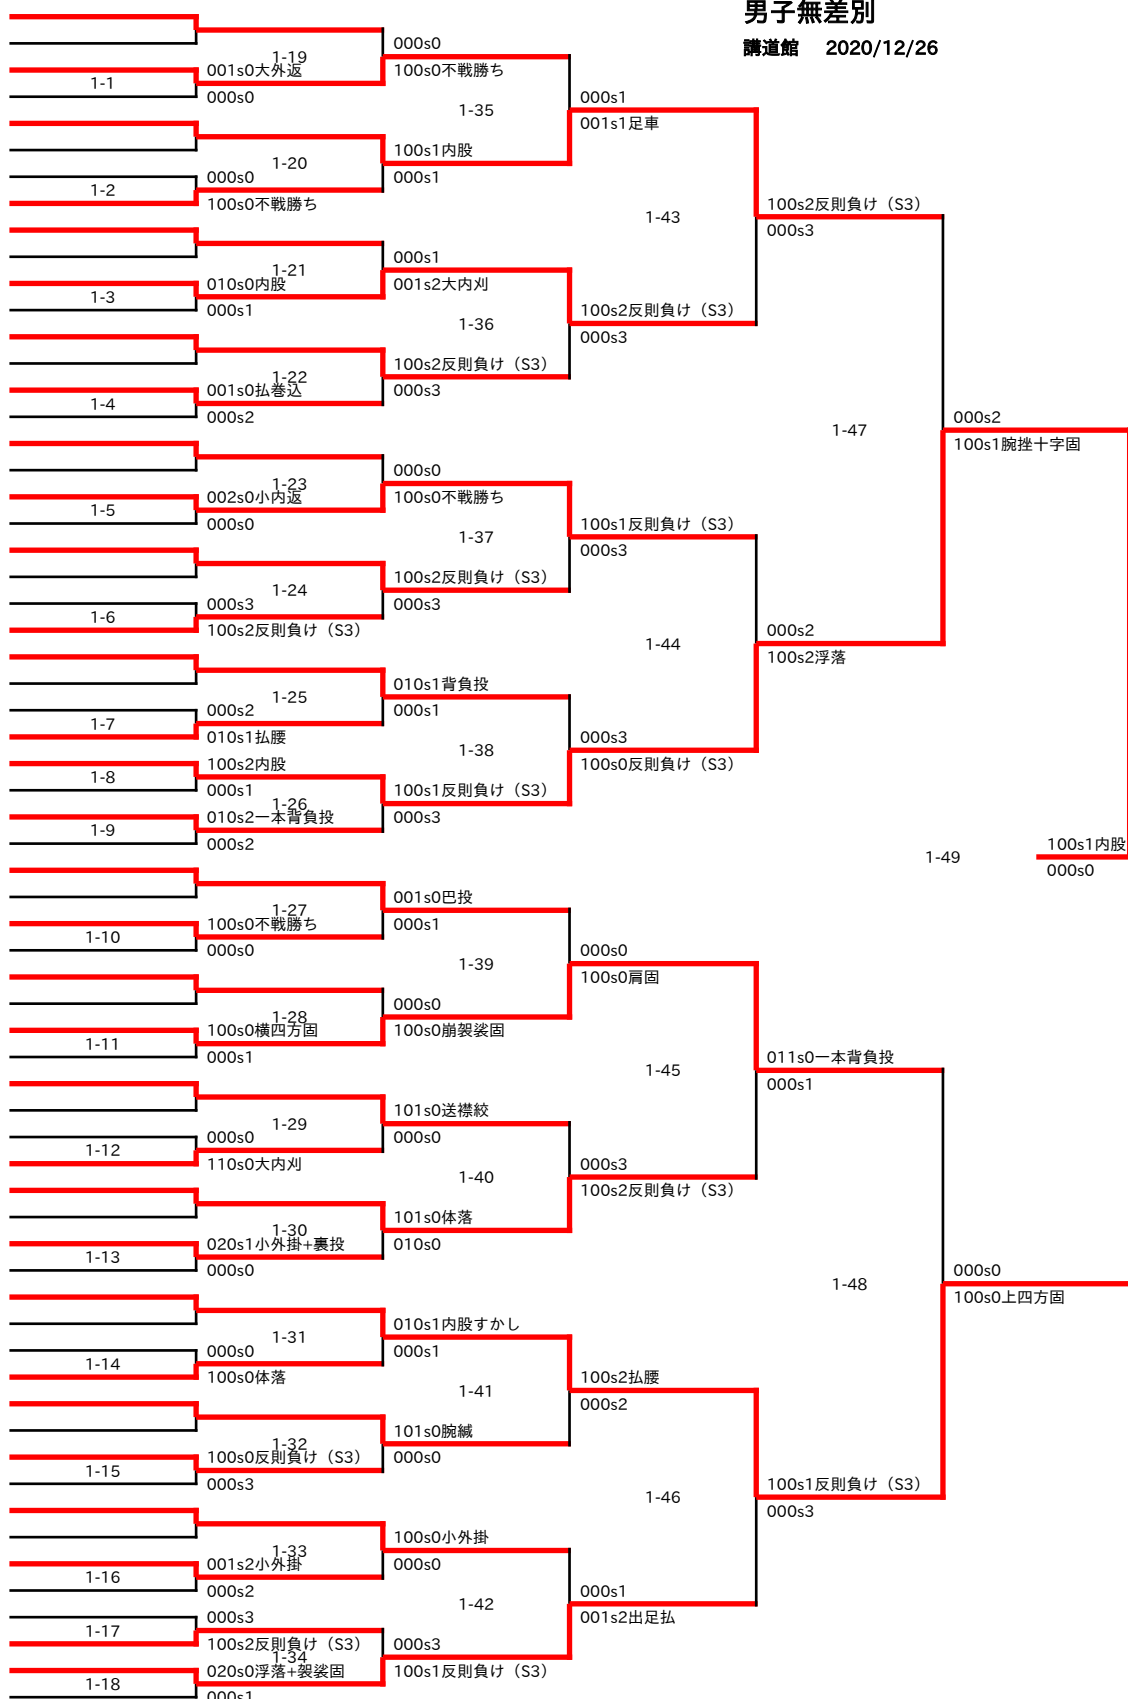 男子無差別
講道館 2020/12/26
1-19
001s0大外返
1-1
000s0
000s0
100s0不戦勝ち
1-35
1-20
000s0
1-2
100s0不戦勝ち
100s1内股
000s1
000s1
001s1足車
1-43
1-21
010s0内股
1-3
000s1
000s1
001s2大内刈
1-36
1-22
001s0払巻込
1-4
000s2
100s2反則負け（S3）
000s3
100s2反則負け（S3）
000s3
100s2反則負け（S3）
000s3
1-47
1-23
002s0小内返
1-5
000s0
000s0
100s0不戦勝ち
1-37
1-24
000s3
1-6
100s2反則負け（S3）
100s2反則負け（S3）
000s3
100s1反則負け（S3）
000s3
1-44
1-25
000s2
1-7
010s1払腰
010s1背負投
000s1
1-38
100s2内股
1-8
000s1
1-26
010s2一本背負投
1-9
000s2
100s1反則負け（S3）
000s3
000s3
100s0反則負け（S3）
000s2
100s2浮落
000s2
100s1腕挫十字固
1-49
100s1内股
000s0
1-27
100s0不戦勝ち
1-10
000s0
001s0巴投
000s1
1-39
1-28
100s0横四方固
1-11
000s1
000s0
100s0崩袈裟固
000s0
100s0肩固
1-45
1-29
000s0
1-12
110s0大内刈
101s0送襟絞
000s0
1-40
1-30
020s1小外掛+裏投
1-13
000s0
101s0体落
010s0
000s3
100s2反則負け（S3）
011s0一本背負投
000s1
1-48
1-31
000s0
1-14
100s0体落
010s1内股すかし
000s1
1-41
1-32
100s0反則負け（S3）
1-15
000s3
101s0腕緘
000s0
100s2払腰
000s2
1-46
1-33
001s2小外掛
1-16
000s2
100s0小外掛
000s0
1-42
000s3
1-17
100s2反則負け（S3）
1-34
020s0浮落+袈裟固
1-18
000s1
000s3
100s1反則負け（S3）
000s1
001s2出足払
100s1反則負け（S3）
000s3
000s0
100s0上四方固